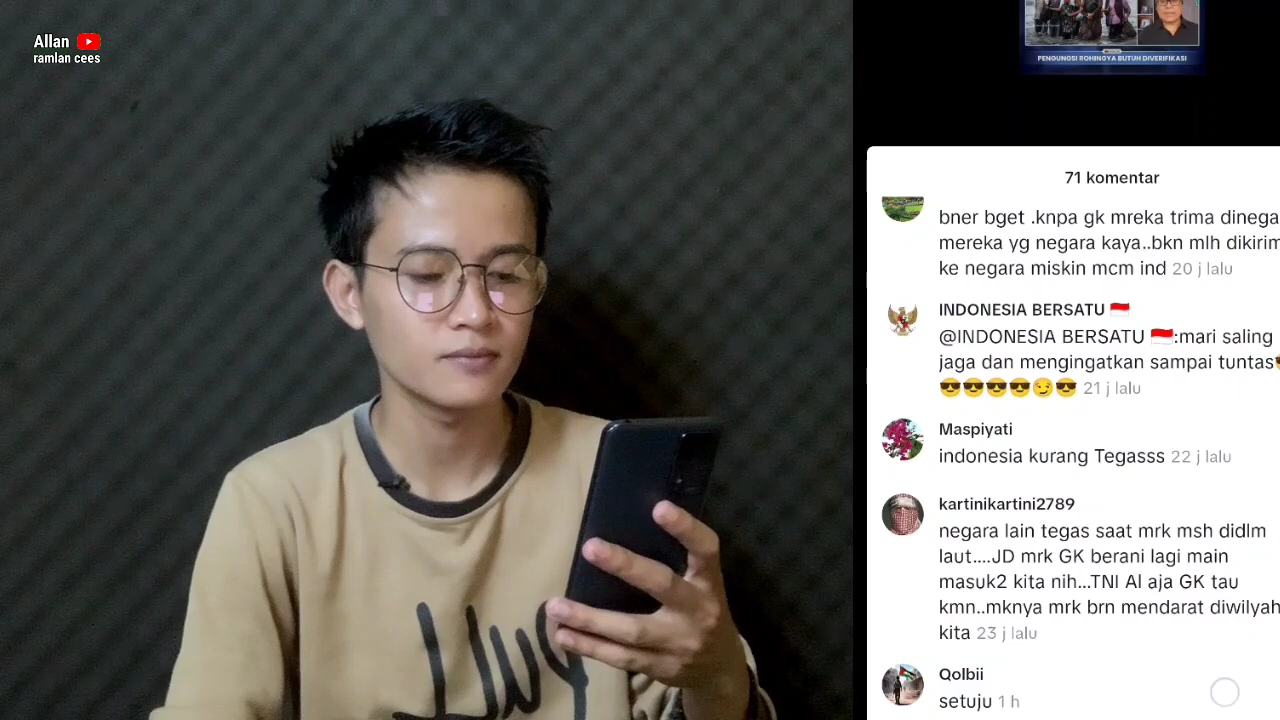 Allan
ramlan cees
PENGUNGSI ROHINGYA BUTUH DIVERIFIKASI
71 komentar
bner bget .knpa gk mreka trima dinega
mereka yg negara kaya..bkn mlh dikirim
ke negara miskin mcm ind 20 j lalu
INDONESIA BERSATU 🇮🇩
@INDONESIA BERSATU 🇮🇩:mari saling
jaga dan mengingatkan sampai tuntas😎
😎😎😎😎😏😎 21 j lalu
Maspiyati
indonesia kurang Tegasss 22 j lalu
kartinikartini2789
negara lain tegas saat mrk msh didlm
laut....JD mrk GK berani lagi main
masuk2 kita nih...TNI Al aja GK tau
kmn..mknya mrk brn mendarat diwilyah
kita 23 j lalu
Qolbii
setuju 1 h